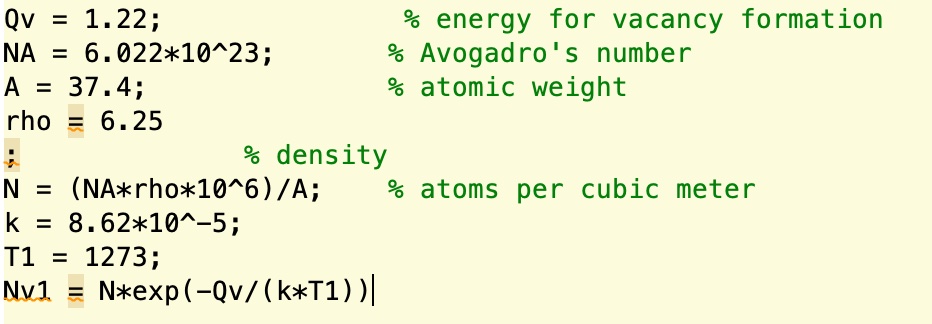 Qv = 1.22; % energy for vacancy formation
NA = 6.022*10^23; % Avogadro's number
A = 37.4; % atomic weight
rho = 6.25
; % density
N = (NA*rho*10^6)/A; % atoms per cubic meter
k = 8.62*10^-5;
T1 = 1273;
Nv1 = N*exp(-Qv/(k*T1))